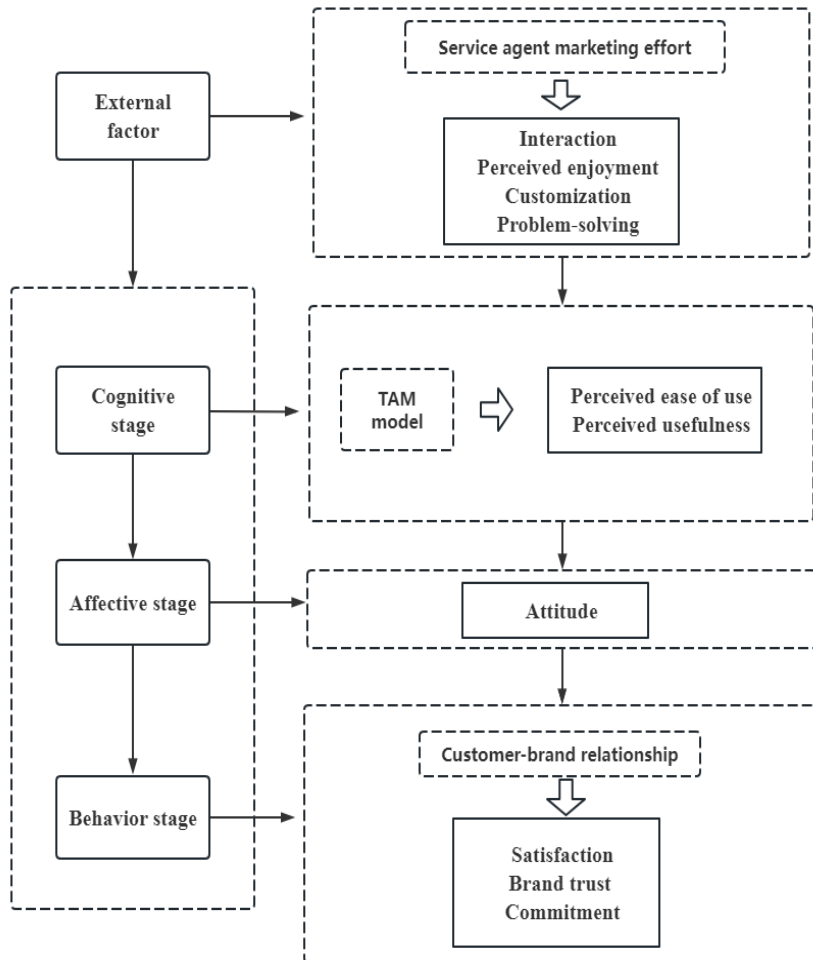 Service agent marketing effort
External
factor
Interaction
Perceived enjoyment
Customization
Problem-solving
Cognitive
stage
TAM
model
Perceived ease of use
Perceived usefulness
Affective stage
Attitude
Customer-brand relationship
Behavior stage
Satisfaction
Brand trust
Commitment